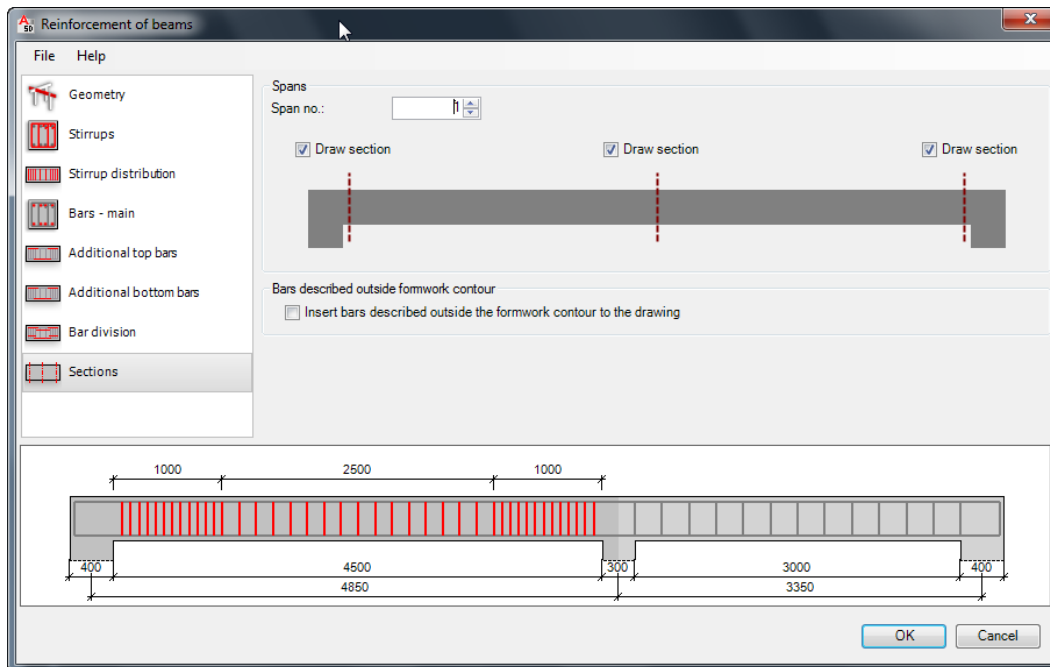 Reinforcement of beams
File Help
Geometry
Stirrups
Stirrup distribution
Bars - main
Additional top bars
Additional bottom bars
Bar division
Sections
Spans
Span no.: 1
Draw section Draw section Draw section
Bars described outside formwork contour
Insert bars described outside the formwork contour to the drawing
1000 2500 1000
400 4500 300 3000 400
4850 3350
OK Cancel